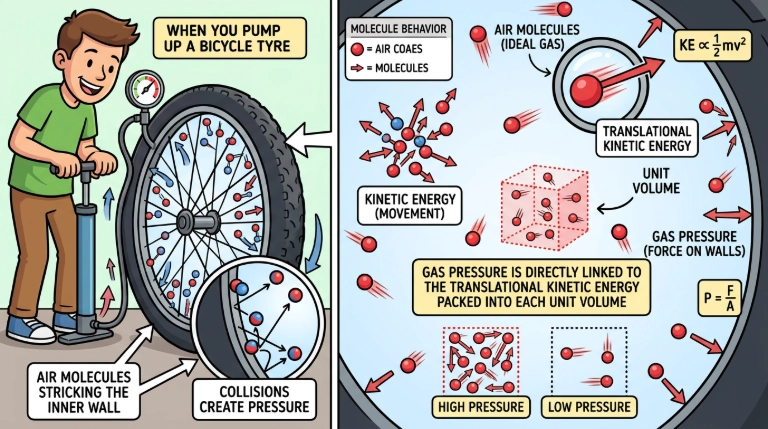 WHEN YOU PUMP
UP A BICYCLE TYRE
AIR MOLECULES
STRICKING THE
INNER WALL
COLLISIONS
CREATE PRESSURE
MOLECULE BEHAVIOR
= AIR COAES
= MOLECULES
AIR MOLECULES
(IDEAL GAS)
KE ∝ ½mv²
TRANSLATIONAL
KINETIC ENERGY
KINETIC ENERGY
(MOVEMENT)
UNIT
VOLUME
GAS PRESSURE
(FORCE ON WALLS)
GAS PRESSURE IS DIRECTLY LINKED TO
THE TRANSLATIONAL KINETIC ENERGY
PACKED INTO EACH UNIT VOLUME
P = F/A
HIGH PRESSURE
LOW PRESSURE